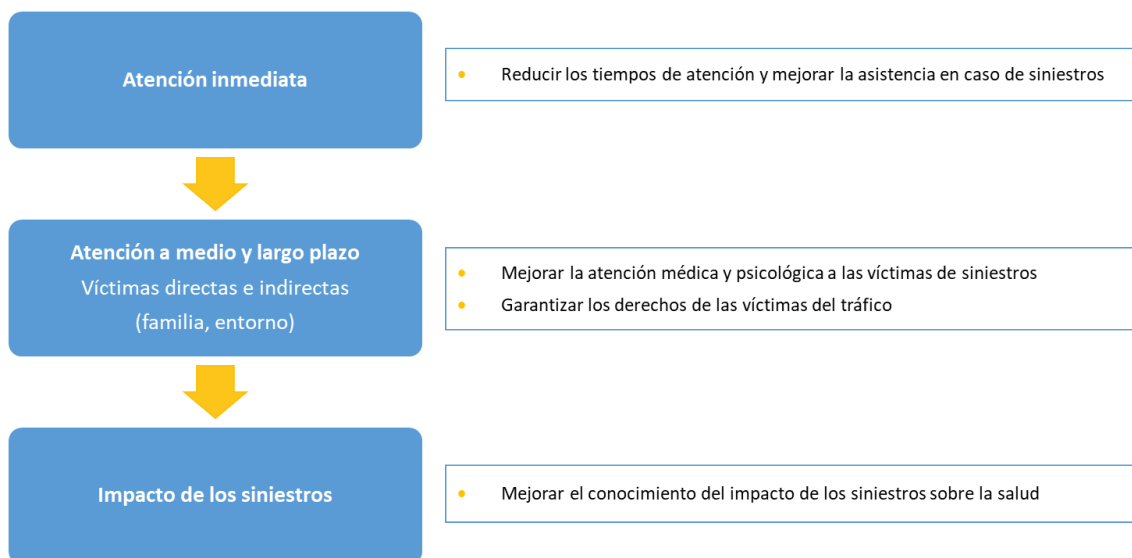 Atención inmediata
Reducir los tiempos de atención y mejorar la asistencia en caso de siniestros
Atención a medio y largo plazo
Víctimas directas e indirectas
(familia, entorno)
Mejorar la atención médica y psicológica a las víctimas de siniestros
Garantizar los derechos de las víctimas del tráfico
Impacto de los siniestros
Mejorar el conocimiento del impacto de los siniestros sobre la salud